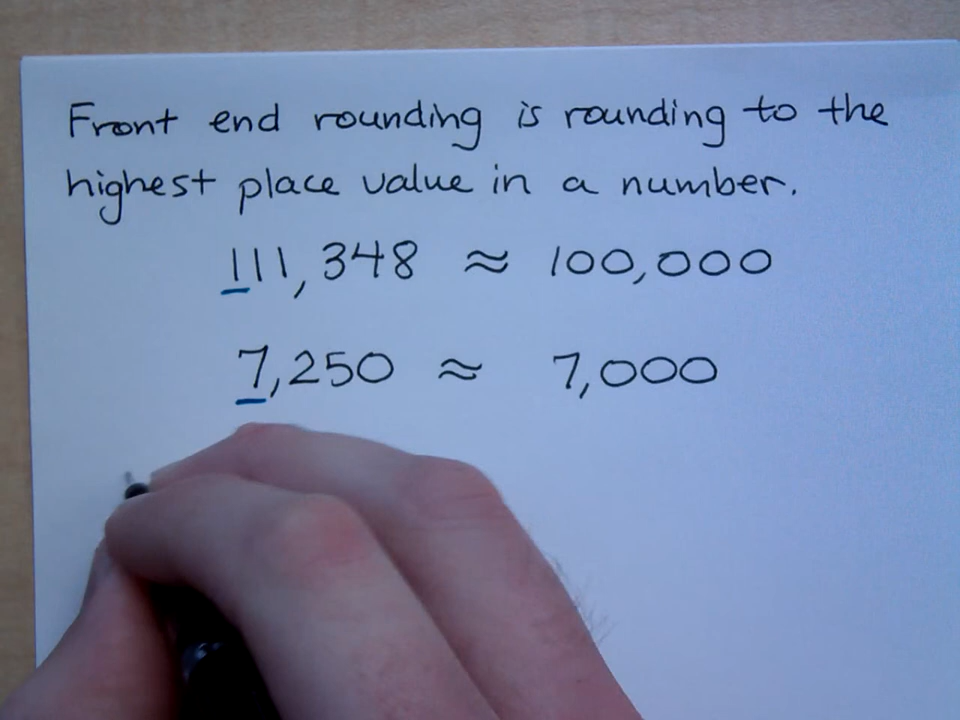 Front end rounding is rounding to the
highest place value in a number.
111,348 ≈ 100,000
7,250 ≈ 7,000